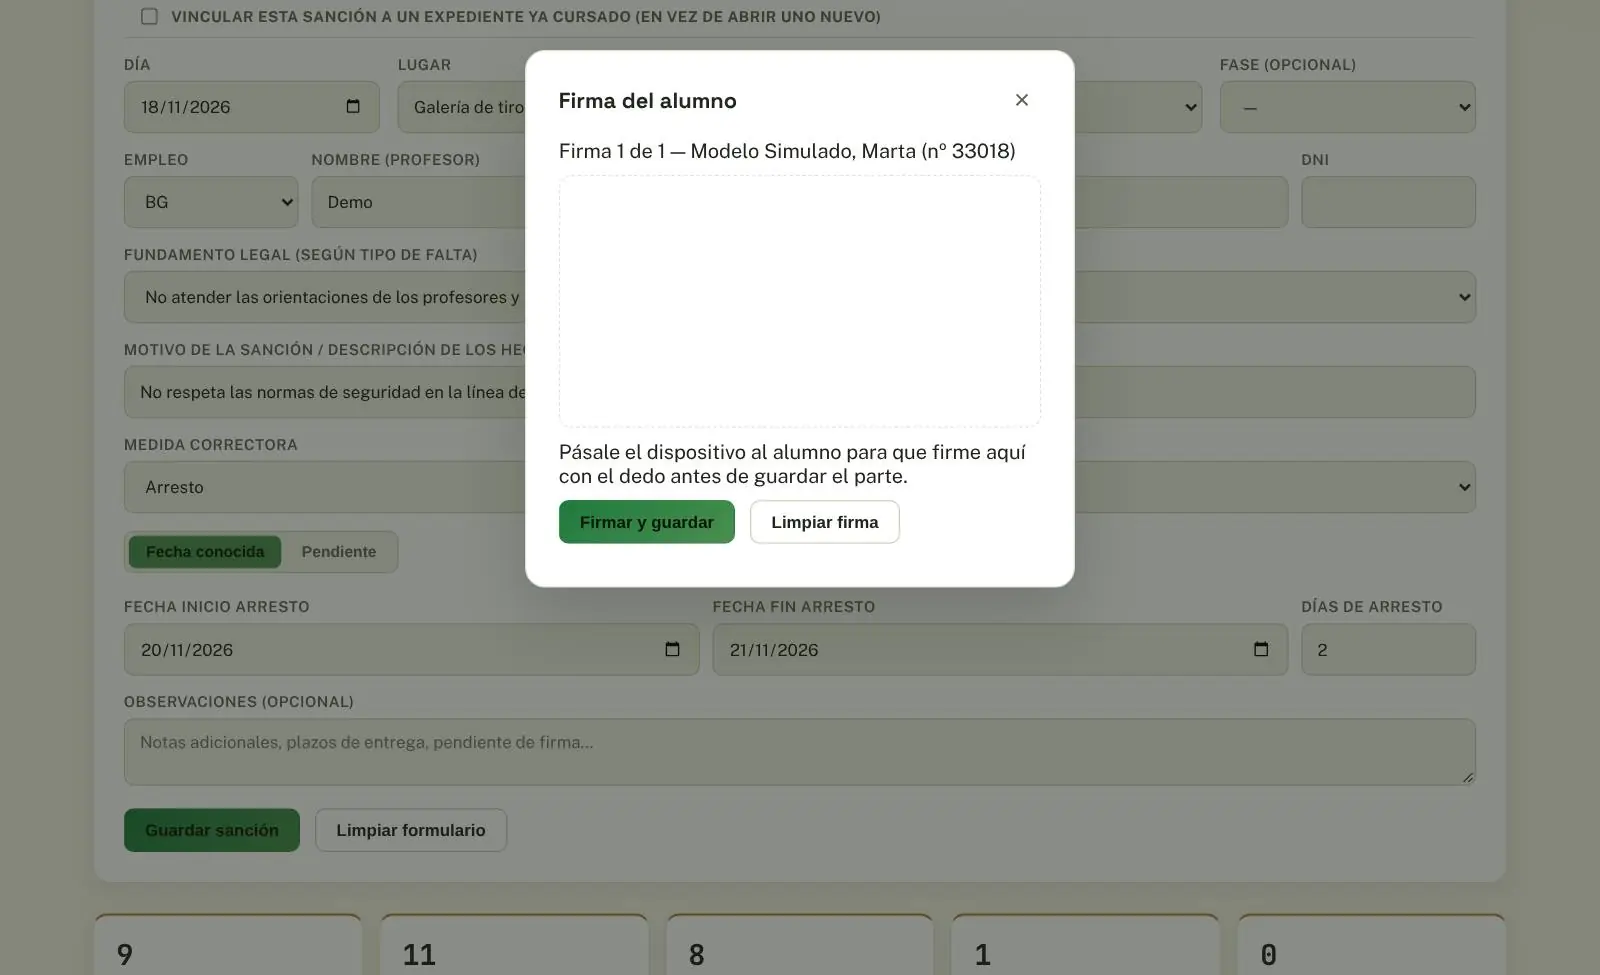 VINCULAR ESTA SANCIÓN A UN EXPEDIENTE YA CURSADO (EN VEZ DE ABRIR UNO NUEVO)
DÍA
LUGAR
FASE (OPCIONAL)
18/11/2026
Galería de tiro
—
EMPLEO
NOMBRE (PROFESOR)
DNI
BG
Demo
FUNDAMENTO LEGAL (SEGÚN TIPO DE FALTA)
No atender las orientaciones de los profesores y
MOTIVO DE LA SANCIÓN / DESCRIPCIÓN DE LOS
No respeta las normas de seguridad en la línea de
MEDIDA CORRECTORA
Arresto
Fecha conocida
Pendiente
FECHA INICIO ARRESTO
FECHA FIN ARRESTO
DÍAS DE ARRESTO
20/11/2026
21/11/2026
2
OBSERVACIONES (OPCIONAL)
Notas adicionales, plazos de entrega, pendiente de firma...
Guardar sanción
Limpiar formulario
9
11
8
1
0
Firma del alumno
×
Firma 1 de 1 — Modelo Simulado, Marta (nº 33018)
Pásale el dispositivo al alumno para que firme aquí
con el dedo antes de guardar el parte.
Firmar y guardar
Limpiar firma